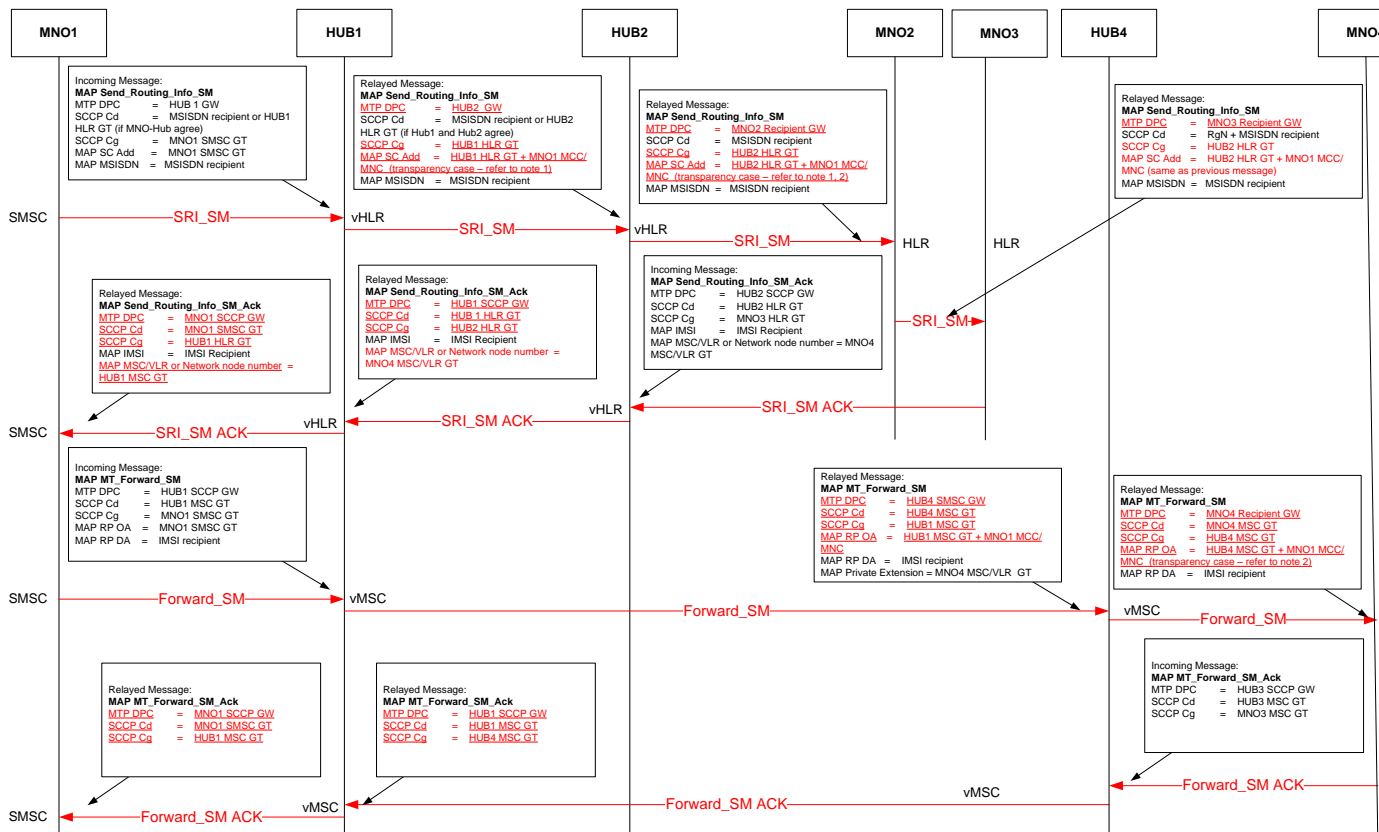 MNO1
HUB1
HUB2
MNO2
MNO3
HUB4
MNO4
Incoming Message:
MAP Send_Routing_Info_SM
MTP DPC = HUB 1 GW
SCCP Cd = MSISDN recipient or HUB1
HLR GT (if MNO-Hub agree)
SCCP Cg = MNO1 SMSC GT
MAP SC Add = MNO1 SMSC GT
MAP MSISDN = MSISDN recipient
Relayed Message:
MAP Send_Routing_Info_SM
MTP DPC = HUB2 GW
SCCP Cd = MSISDN recipient or HUB2
HLR GT (if Hub1 and Hub2 agree)
SCCP Cg = HUB1 HLR GT
MAP SC Add = HUB1 HLR GT + MNO1 MCC/
MNC (transparency case – refer to note 1)
MAP MSISDN = MSISDN recipient
Relayed Message:
MAP Send_Routing_Info_SM
MTP DPC = MNO2 Recipient GW
SCCP Cd = MSISDN recipient
SCCP Cg = HUB2 HLR GT
MAP SC Add = HUB2 HLR GT + MNO1 MCC/
MNC (transparency case – refer to note 1, 2)
MAP MSISDN = MSISDN recipient
Relayed Message:
MAP Send_Routing_Info_SM
MTP DPC = MNO3 Recipient GW
SCCP Cd = RgN + MSISDN recipient
SCCP Cg = HUB2 HLR GT
MAP SC Add = HUB2 HLR GT + MNO1 MCC/
MNC (same as previous message)
MAP MSISDN = MSISDN recipient
SMSC
SRI_SM
vHLR
SRI_SM
vHLR
SRI_SM
HLR
HLR
SRI_SM
Relayed Message:
MAP Send_Routing_Info_SM_Ack
MTP DPC = MNO1 SCCP GW
SCCP Cd = MNO1 SMSC GT
SCCP Cg = HUB1 HLR GT
MAP IMSI = IMSI Recipient
MAP MSC/VLR or Network node number =
HUB1 MSC GT
Relayed Message:
MAP Send_Routing_Info_SM_Ack
MTP DPC = HUB1 SCCP GW
SCCP Cd = HUB 1 HLR GT
SCCP Cg = HUB2 HLR GT
MAP IMSI = IMSI Recipient
MAP MSC/VLR or Network node number =
MNO4 MSC/VLR GT
Incoming Message:
MAP Send_Routing_Info_SM_Ack
MTP DPC = HUB2 SCCP GW
SCCP Cd = HUB2 HLR GT
SCCP Cg = MNO3 HLR GT
MAP IMSI = IMSI Recipient
MAP MSC/VLR or Network node number = MNO4
MSC/VLR GT
SMSC
SRI_SM ACK
vHLR
SRI_SM ACK
vHLR
SRI_SM ACK
Incoming Message:
MAP MT_Forward_SM
MTP DPC = HUB1 SCCP GW
SCCP Cd = HUB1 MSC GT
SCCP Cg = MNO1 SMSC GT
MAP RP OA = MNO1 SMSC GT
MAP RP DA = IMSI recipient
Relayed Message:
MAP MT_Forward_SM
MTP DPC = HUB4 SMSC GW
SCCP Cd = HUB4 MSC GT
SCCP Cg = HUB1 MSC GT
MAP RP OA = HUB1 MSC GT + MNO1 MCC/
MNC
MAP RP DA = IMSI recipient
MAP Private Extension = MNO4 MSC/VLR GT
Relayed Message:
MAP MT_Forward_SM
MTP DPC = MNO4 Recipient GW
SCCP Cd = MNO4 MSC GT
SCCP Cg = HUB4 MSC GT
MAP RP OA = HUB4 MSC GT + MNO1 MCC/
MNC (transparency case – refer to note 2)
MAP RP DA = IMSI recipient
SMSC
Forward_SM
vMSC
Forward_SM
vMSC
Forward_SM
Relayed Message:
MAP MT_Forward_SM_Ack
MTP DPC = MNO1 SCCP GW
SCCP Cd = MNO1 SMSC GT
SCCP Cg = HUB1 MSC GT
Relayed Message:
MAP MT_Forward_SM_Ack
MTP DPC = HUB1 SCCP GW
SCCP Cd = HUB1 MSC GT
SCCP Cg = HUB4 MSC GT
Incoming Message:
MAP MT_Forward_SM_Ack
MTP DPC = HUB3 SCCP GW
SCCP Cd = HUB3 MSC GT
SCCP Cg = MNO3 MSC GT
SMSC
Forward_SM ACK
vMSC
Forward_SM ACK
vMSC
Forward_SM ACK